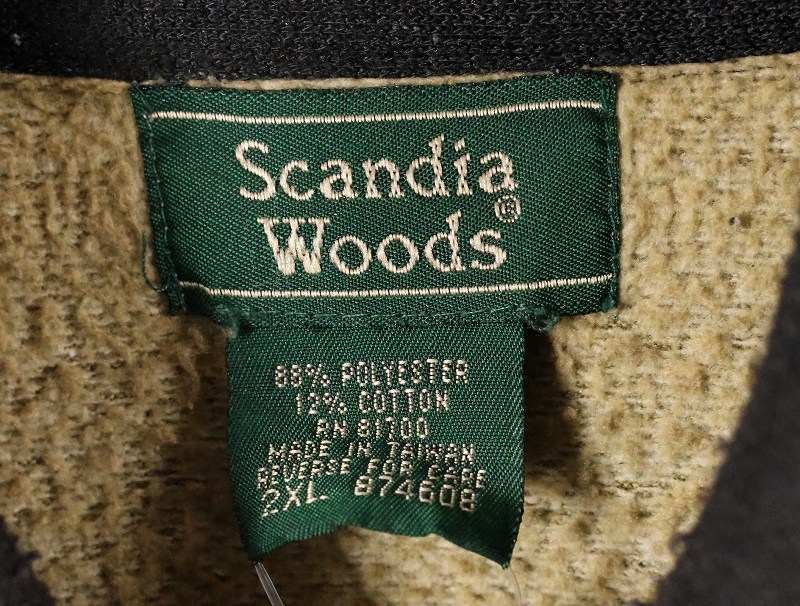 Scandia
Woods®
88% POLYESTER
12% COTTON
RN 81700
MADE IN TAIWAN
REVERSE FOR CARE
2XL 874608